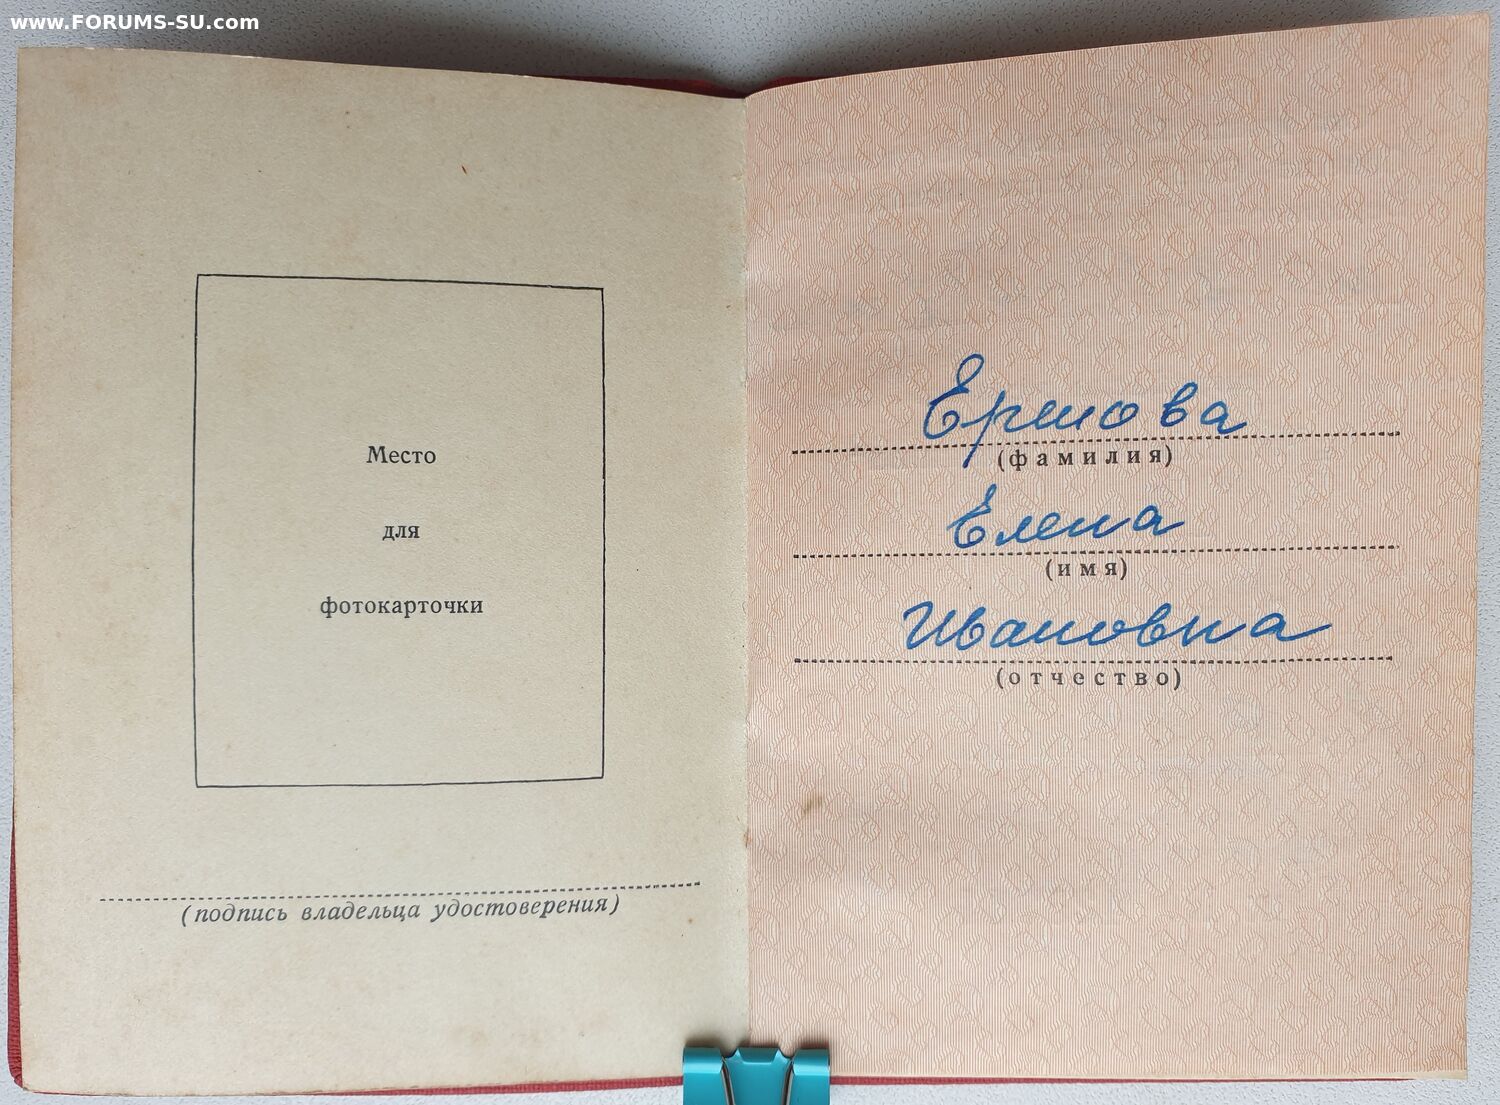 www.FORUMS-SU.com
Место
для
фотокарточки
(подпись владельца удостоверения)
Ершова
(фамилия)
Елена
(имя)
Ивановна
(отчество)